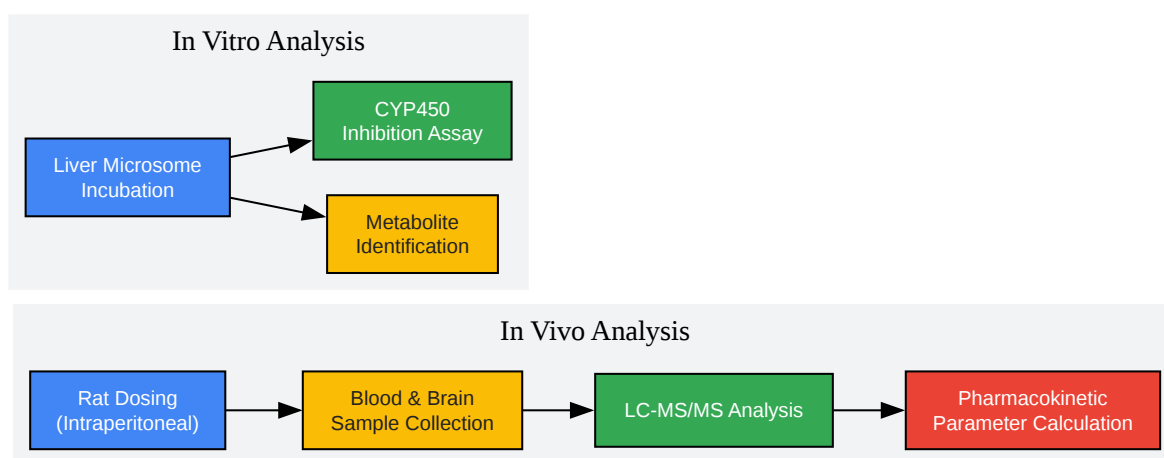 In Vitro Analysis
CYP450
Inhibition Assay
Liver Microsome
Incubation
Metabolite
Identification
In Vivo Analysis
Rat Dosing
(Intraperitoneal)
Blood & Brain
Sample Collection
LC-MS/MS Analysis
Pharmacokinetic
Parameter Calculation